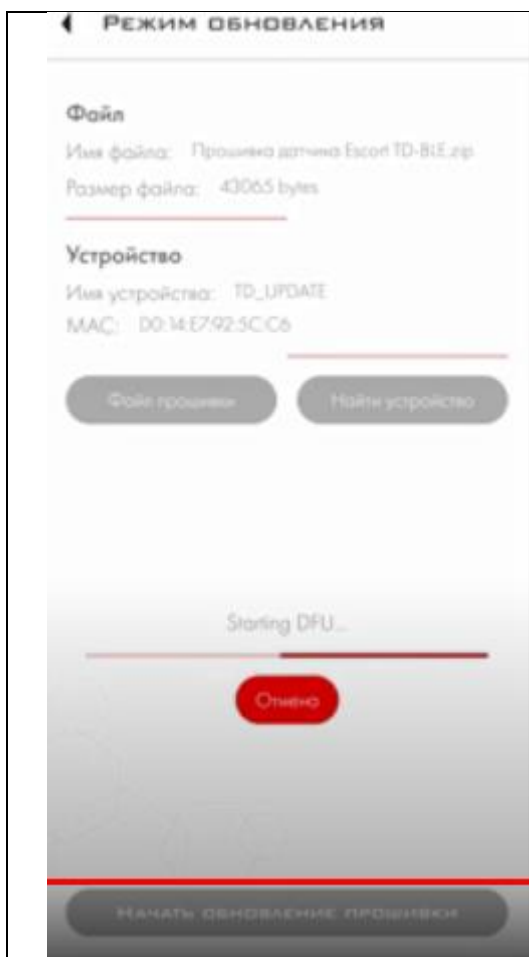 Режим обновления
Файл
Имя файла: Прошивка датчика Escort TD-BLE.zip
Размер файла: 43065 bytes
Устройство
Имя устройства: TD_UPDATE
MAC: D0:14:E7:92:5C:C6
Файл прошивки
Найти устройство
Starting DFU...
Отмена
Начать обновление прошивки